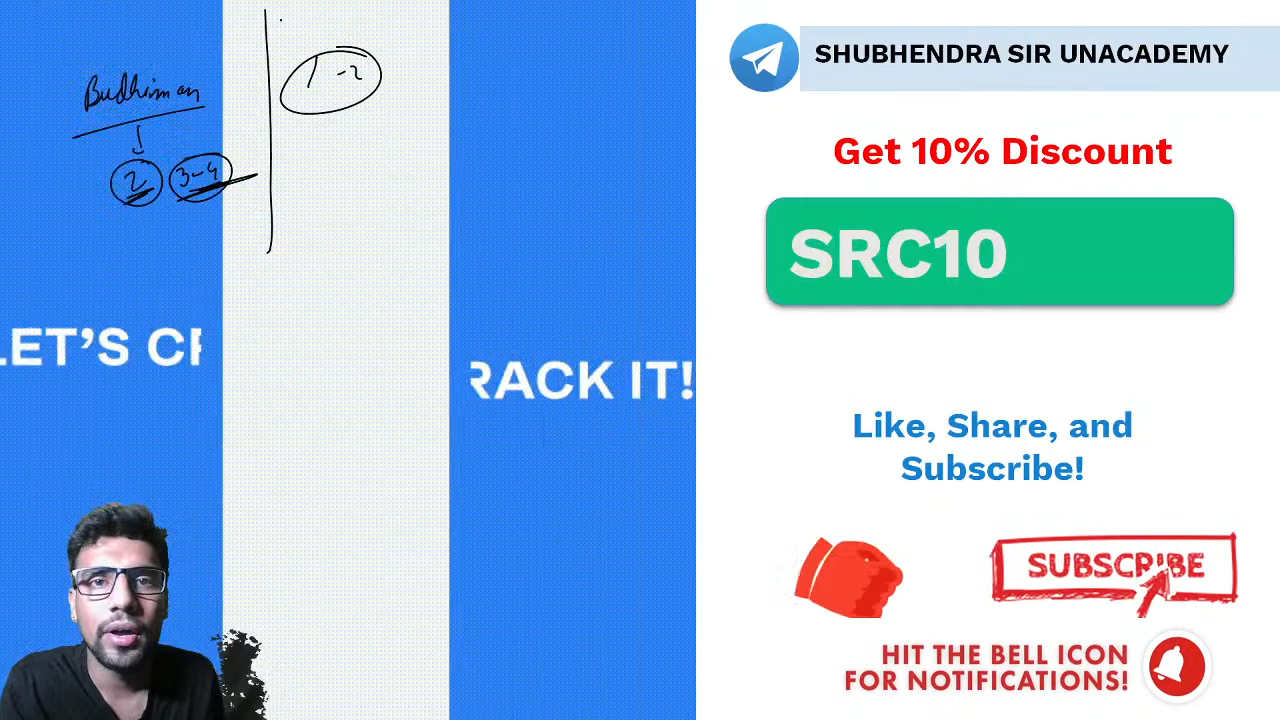 Budhiman
2 3-4
1-2
LET'S CR
RACK IT!
SHUBHENDRA SIR UNACADEMY
Get 10% Discount
SRC10
Like, Share, and
Subscribe!
SUBSCRIBE
HIT THE BELL ICON
FOR NOTIFICATIONS!